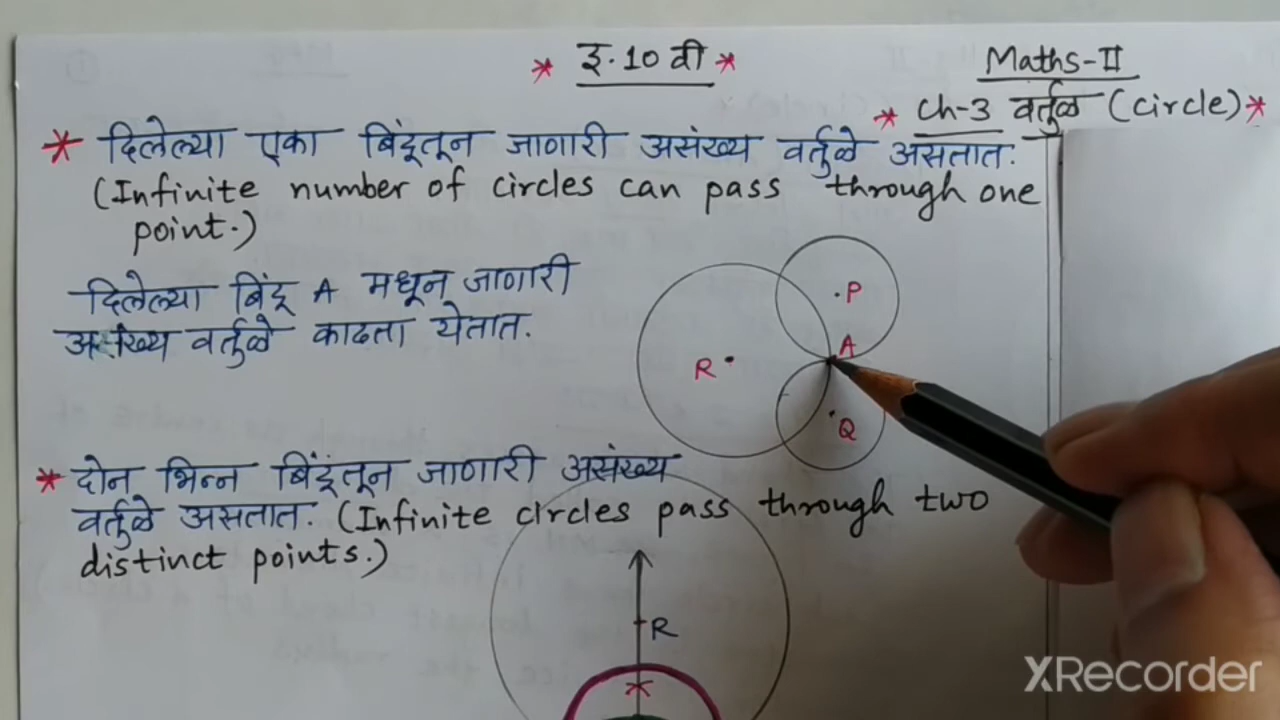 * इ. 10 वी *
Maths-II
* Ch-3 वर्तुळ (circle) *
* दिलेल्या एका बिंदूतून जाणारी असंख्य वर्तुळे असतात.
(Infinite number of circles can pass through one
point.)
दिलेल्या बिंदू A मधून जाणारी
असंख्य वर्तुळे काढता येतात.
P
A
R
Q
* दोन भिन्न बिंदूंतून जाणारी असंख्य
वर्तुळे असतात. (Infinite circles pass through two
distinct points.)
R
XRecorder